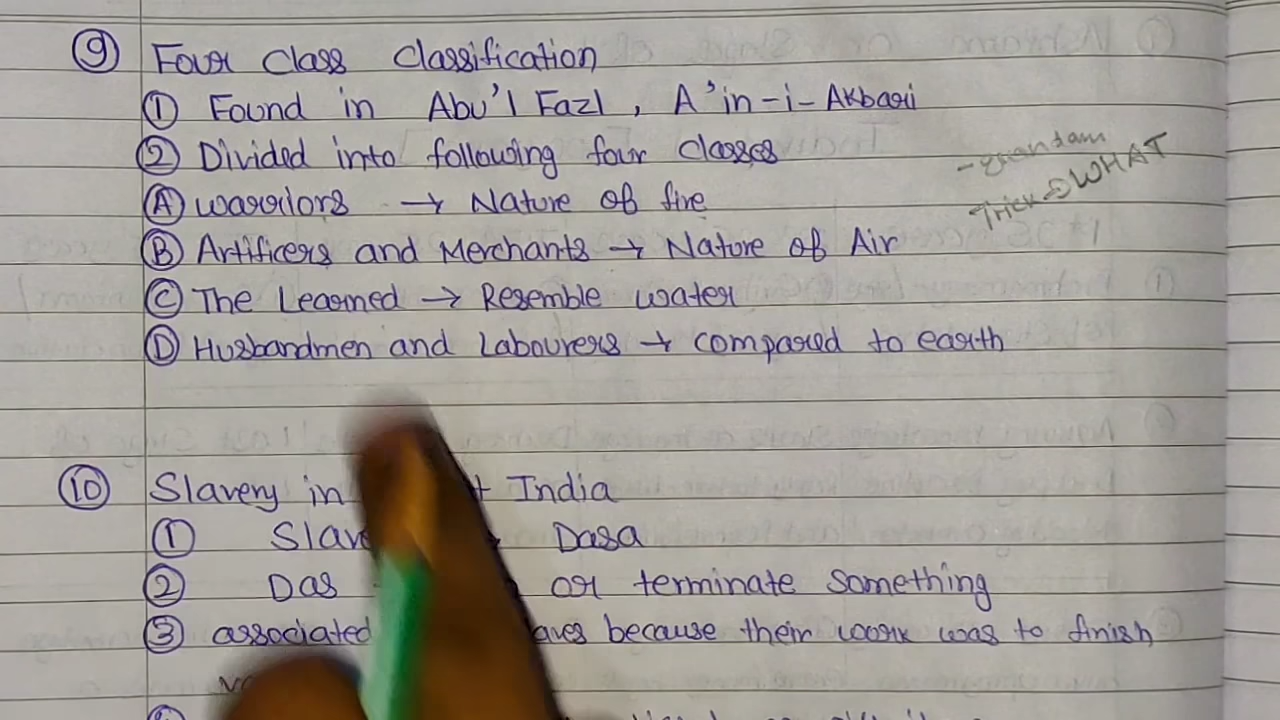 9 Four Class Classification
1 Found in Abu'l Fazl, A'in-i-Akbari
2 Divided into following four classes
- grandam
Trick → WHAT
A Warriors → Nature of fire
B Artificers and Merchants → Nature of Air
C The Learned → Resemble water
D Husbandmen and Labourers → compared to earth
10 Slavery in India
1 Dasa
2 Das or terminate something
3 associated because their work was to finish